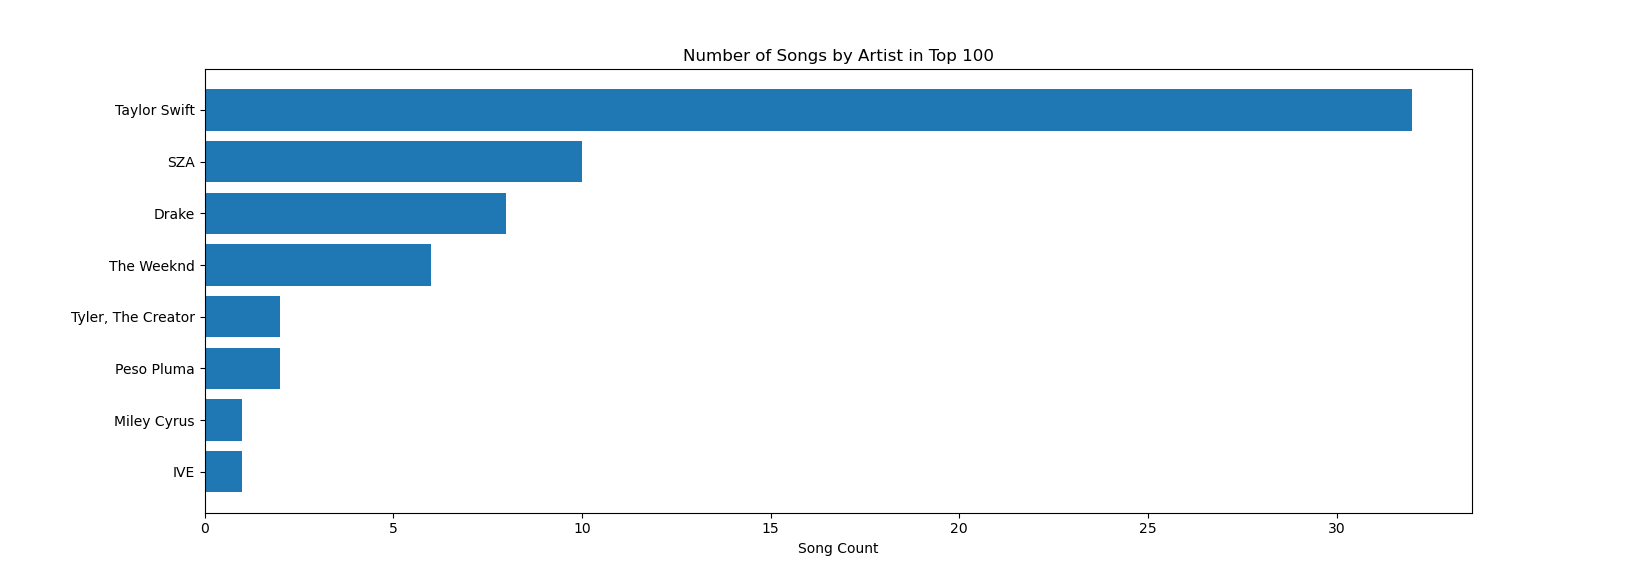 Number of Songs by Artist in Top 100
Taylor Swift
SZA
Drake
The Weeknd
Tyler, The Creator
Peso Pluma
Miley Cyrus
IVE
0 5 10 15 20 25 30
Song Count